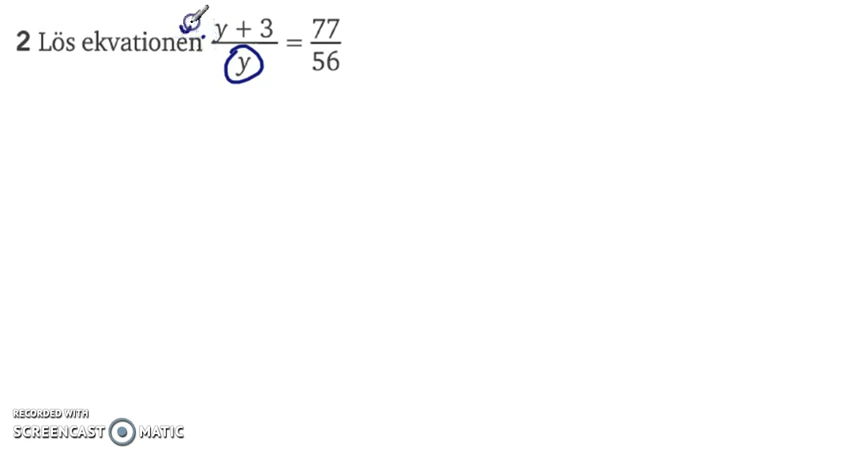 2 Lös ekvationen y + 3 / y = 77 / 56
RECORDED WITH
SCREENCAST MATIC